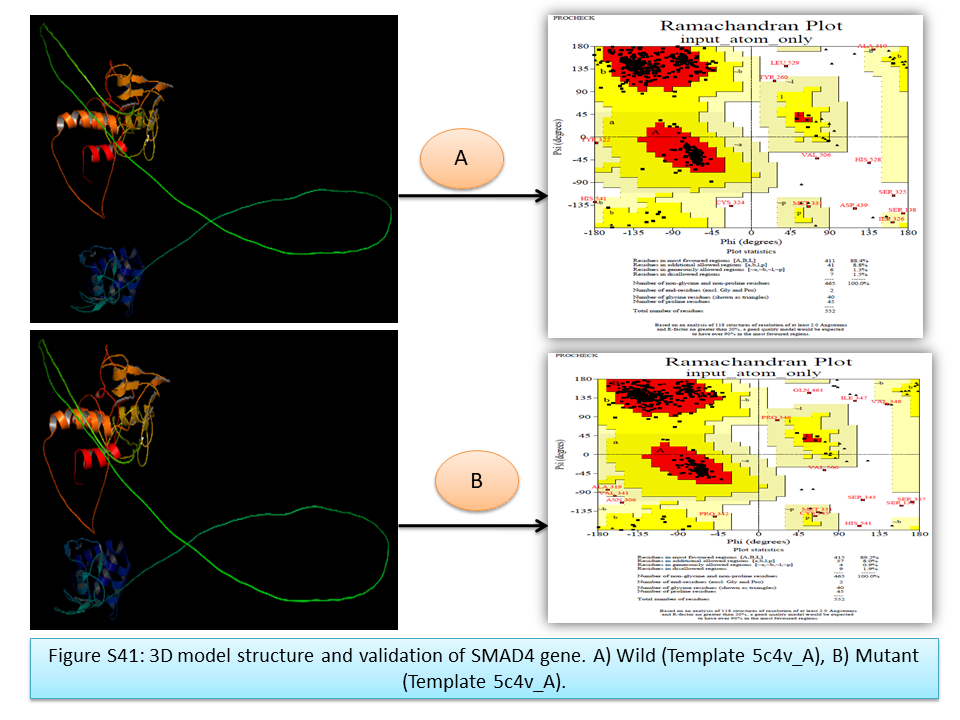 PROCHECK
Ramachandran Plot
input_atom_only
180
135
90
45
0
-45
-90
-135
-180
-135
-90
-45
0
45
90
135
180
Psi (degrees)
Phi (degrees)
ALA 319
LEU 529
TYR 260
TYR 322
VAL 506
HIS 528
HIS 541
CYS 324
ASP 439
SER 325
SER 138
A
Plot statistics
Residues in most favoured regions [A,B,L] 411 88.4%
Residues in additional allowed regions [a,b,l,p] 41 8.8%
Residues in generously allowed regions [~a,~b,~l,~p] 6 1.3%
Residues in disallowed regions 7 1.5%
Number of non-glycine and non-proline residues 465 100.0%
Number of end-residues (excl. Gly and Pro) 2
Number of glycine residues (shown as triangles) 40
Number of proline residues 45
Total number of residues 552
Based on an analysis of 118 structures of resolution of at least 2.0 Angstroms
and R-factor no greater than 20%, a good quality model would be expected
to have over 90% in the most favoured regions.
PROCHECK
Ramachandran Plot
input_atom_only
180
135
90
45
0
-45
-90
-135
-180
-135
-90
-45
0
45
90
135
180
Psi (degrees)
Phi (degrees)
GLN 461
ILE 347
VAL 348
PRO 346
ALA 319
VAL 341
ASN 306
SER 343
HIS 541
B
Plot statistics
Residues in most favoured regions [A,B,L] 415 89.2%
Residues in additional allowed regions [a,b,l,p] 37 8.0%
Residues in generously allowed regions [~a,~b,~l,~p] 4 0.9%
Residues in disallowed regions 9 1.9%
Number of non-glycine and non-proline residues 465 100.0%
Number of end-residues (excl. Gly and Pro) 2
Number of glycine residues (shown as triangles) 40
Number of proline residues 45
Total number of residues 552
Based on an analysis of 118 structures of resolution of at least 2.0 Angstroms
and R-factor no greater than 20%, a good quality model would be expected
to have over 90% in the most favoured regions.
Figure S41: 3D model structure and validation of SMAD4 gene. A) Wild (Template 5c4v_A), B) Mutant
(Template 5c4v_A).